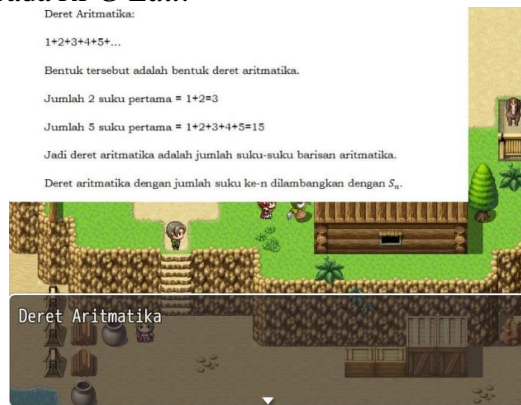 Deret Aritmatika:
1+2+3+4+5+...
Bentuk tersebut adalah bentuk deret aritmatika.
Jumlah 2 suku pertama = 1+2=3
Jumlah 5 suku pertama = 1+2+3+4+5=15
Jadi deret aritmatika adalah jumlah suku-suku barisan aritmatika.
Deret aritmatika dengan jumlah suku ke-n dilambangkan dengan Sₙ.
Deret Aritmatika